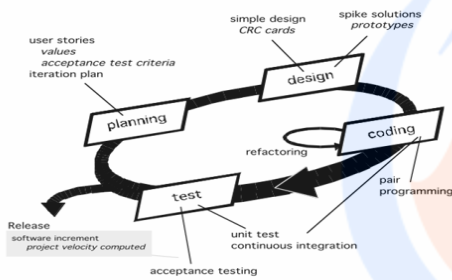 simple design
CRC cards
spike solutions
prototypes
user stories
values
acceptance test criteria
iteration plan
design
planning
coding
refactoring
pair
programming
test
unit test
continuous integration
Release
software increment
project velocity computed
acceptance testing